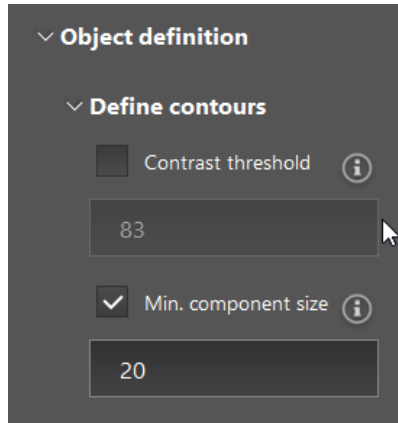 Object definition
Define contours
Contrast threshold
83
Min. component size
20